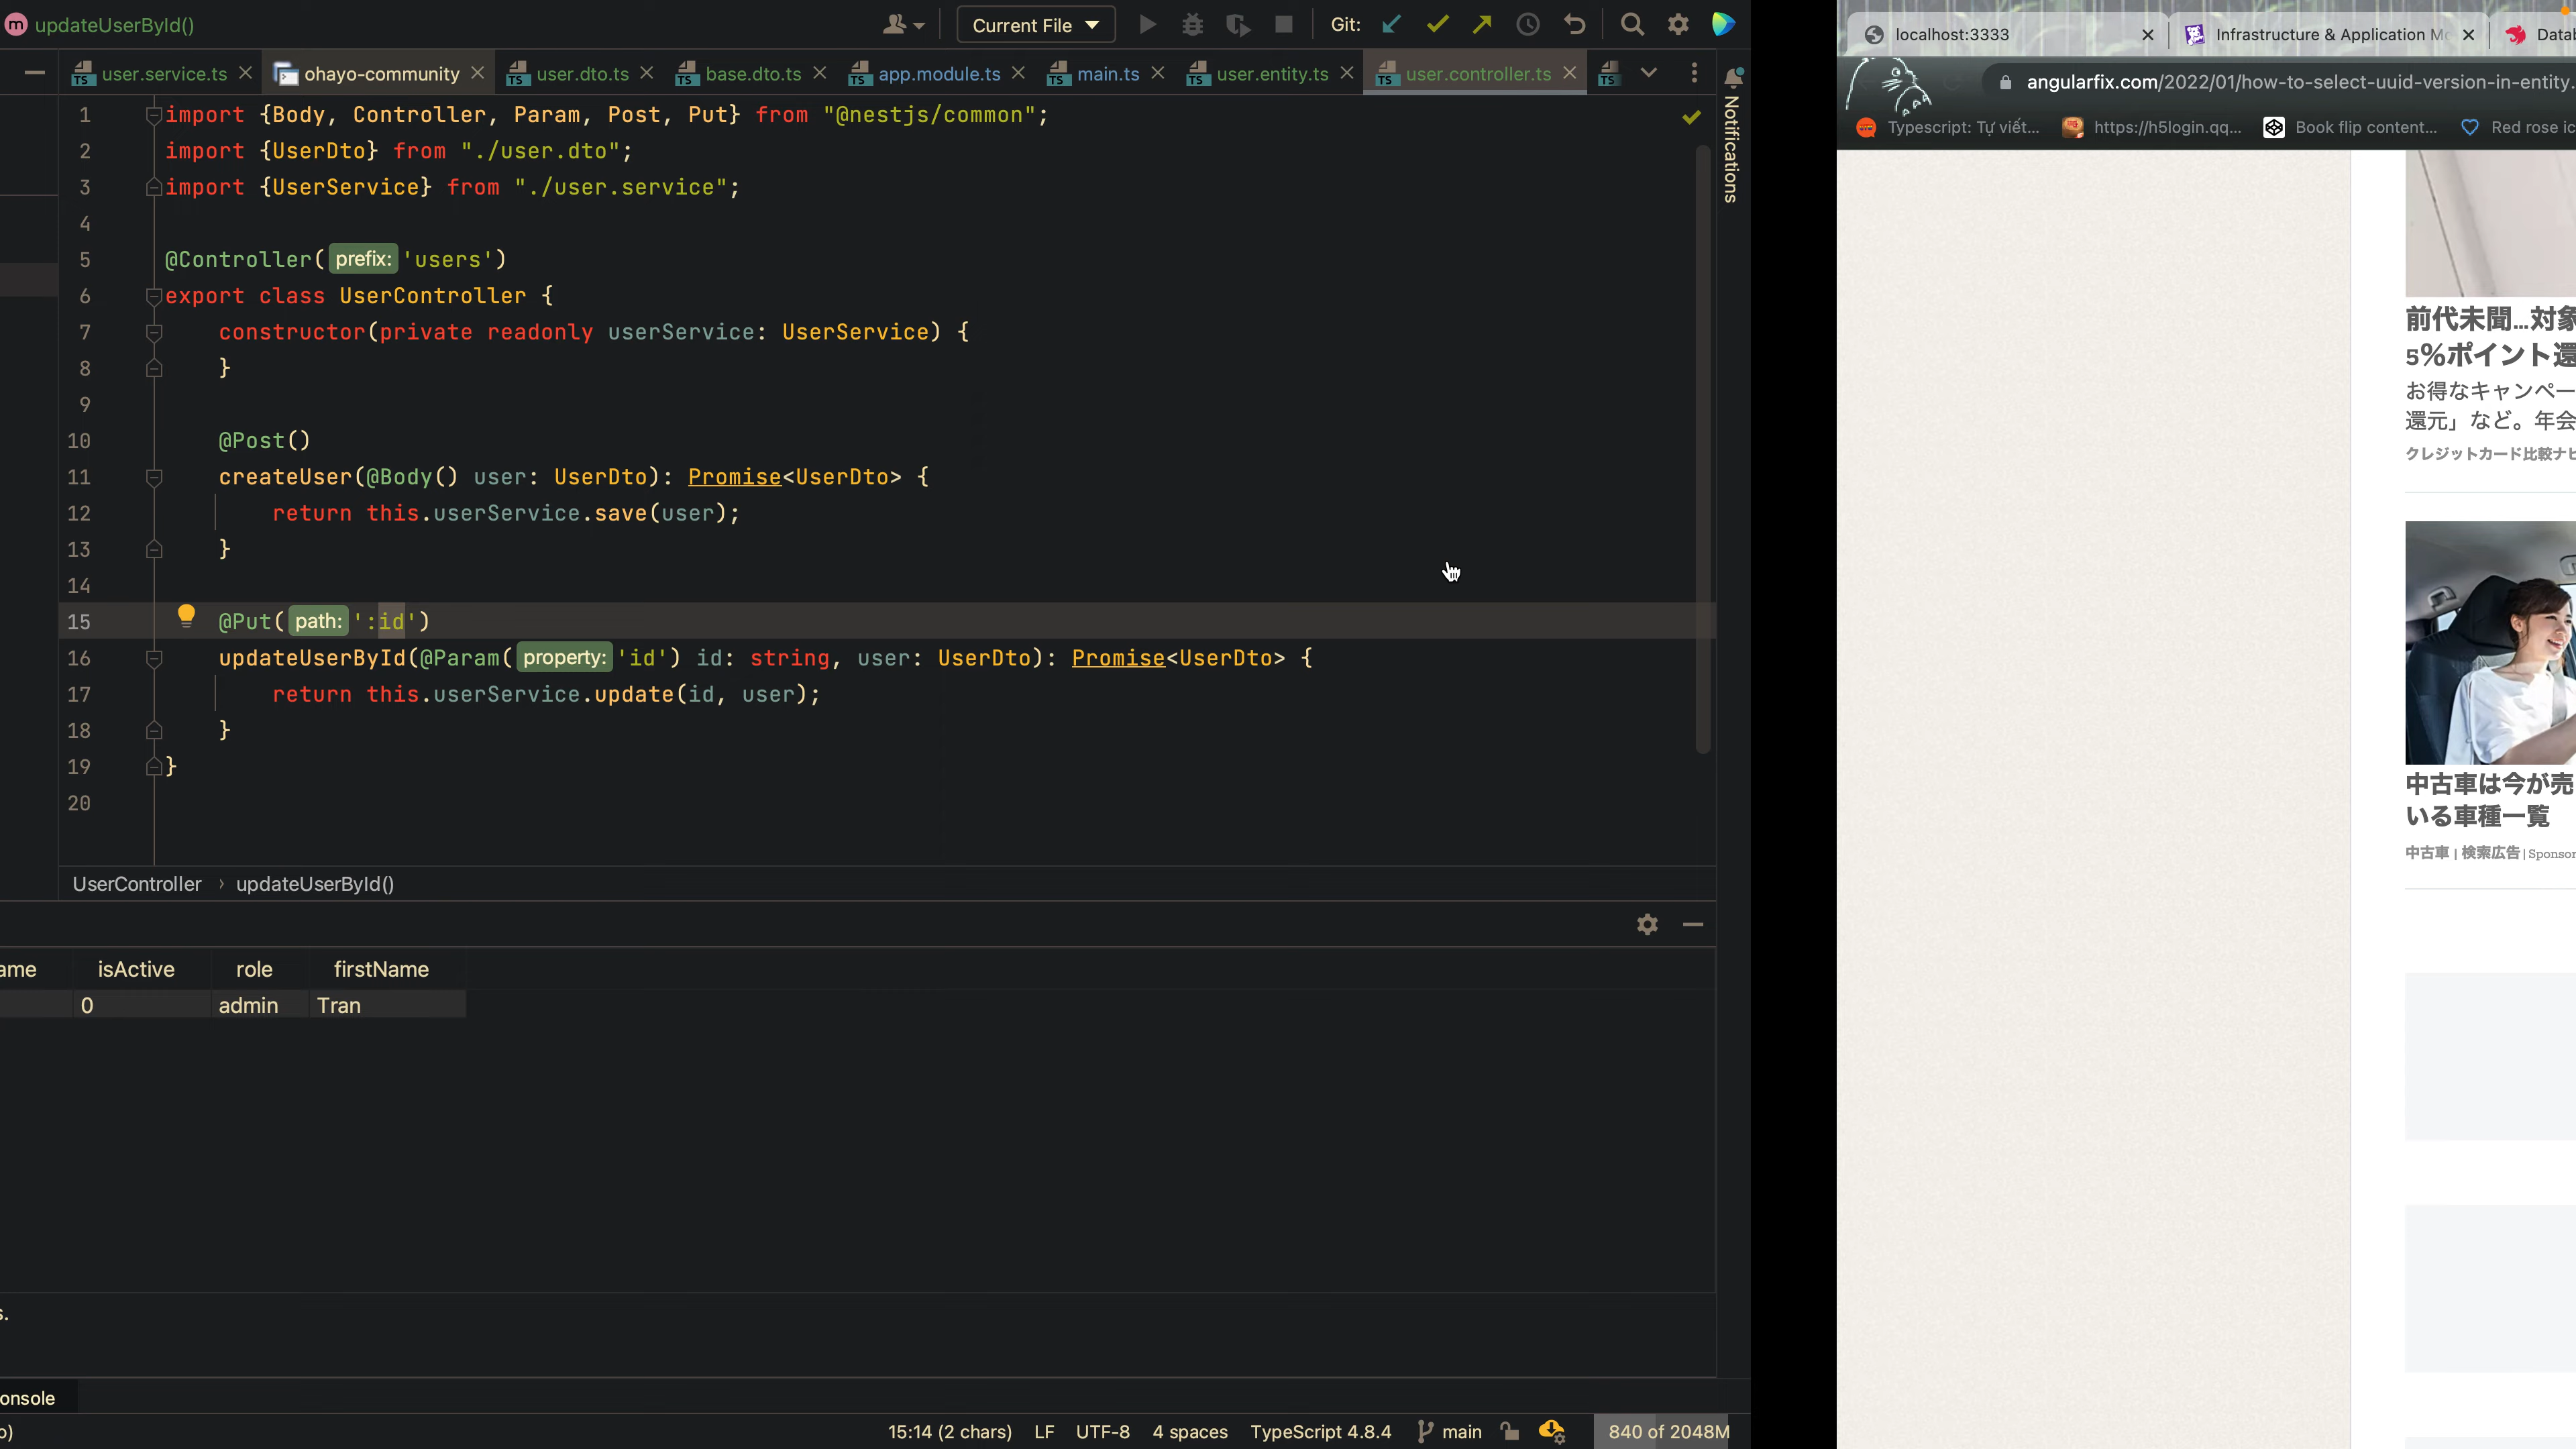 updateUserById()
Current File
Git:
user.service.ts
ohayo-community
user.dto.ts
base.dto.ts
app.module.ts
main.ts
user.entity.ts
user.controller.ts
Notifications
1 import {Body, Controller, Param, Post, Put} from "@nestjs/common";
2 import {UserDto} from "./user.dto";
3 import {UserService} from "./user.service";
4
5 @Controller( prefix: 'users')
6 export class UserController {
7 constructor(private readonly userService: UserService) {
8 }
9
10 @Post()
11 createUser(@Body() user: UserDto): Promise<UserDto> {
12 return this.userService.save(user);
13 }
14
15 @Put( path: ':id')
16 updateUserById(@Param( property: 'id') id: string, user: UserDto): Promise<UserDto> {
17 return this.userService.update(id, user);
18 }
19 }
20
UserController › updateUserById()
ame isActive role firstName
0 admin Tran
s.
onsole
o)
15:14 (2 chars) LF UTF-8 4 spaces TypeScript 4.8.4 main 840 of 2048M
localhost:3333
Infrastructure & Application Mo
Datab
angularfix.com/2022/01/how-to-select-uuid-version-in-entity.
Typescript: Tự viết...
https://h5login.qq...
Book flip content...
Red rose ic
前代未聞...対象
5%ポイント還
お得なキャンペー
還元」など。年会
クレジットカード比較ナビ
中古車は今が売
いる車種一覧
中古車 | 検索広告 | Sponsor